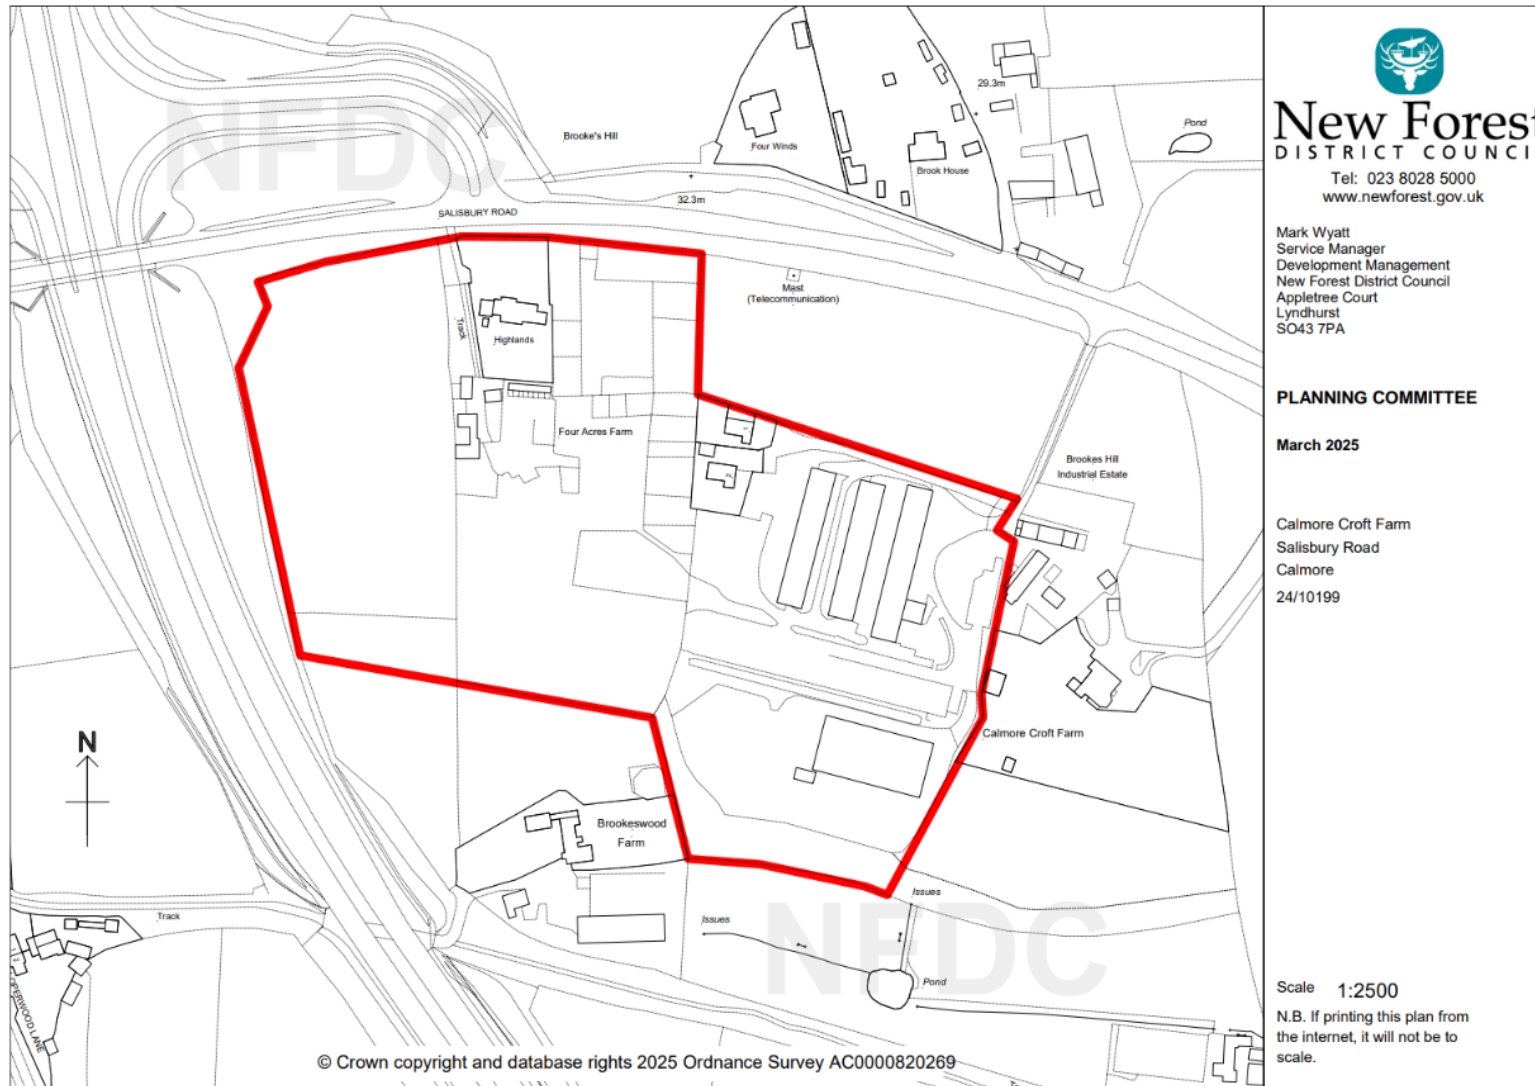 NFDC
Brooke's Hill
Four Winds
Brook House
29.3m
Pond
32.3m
SALISBURY ROAD
Mast
(Telecommunication)
Track
Highlands
Four Acres Farm
Brookes Hill
Industrial Estate
Calmore Croft Farm
N
Brookeswood
Farm
Track
Issues
Issues
NFDC
Pond
OPERWOOD LANE
© Crown copyright and database rights 2025 Ordnance Survey AC0000820269
New Forest
DISTRICT COUNCI
Tel: 023 8028 5000
www.newforest.gov.uk
Mark Wyatt
Service Manager
Development Management
New Forest District Council
Appletree Court
Lyndhurst
SO43 7PA
PLANNING COMMITTEE
March 2025
Calmore Croft Farm
Salisbury Road
Calmore
24/10199
Scale 1:2500
N.B. If printing this plan from
the internet, it will not be to
scale.